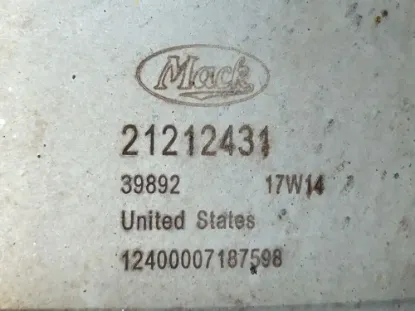 Mack
21212431
39892 17W14
United States
12400007187598